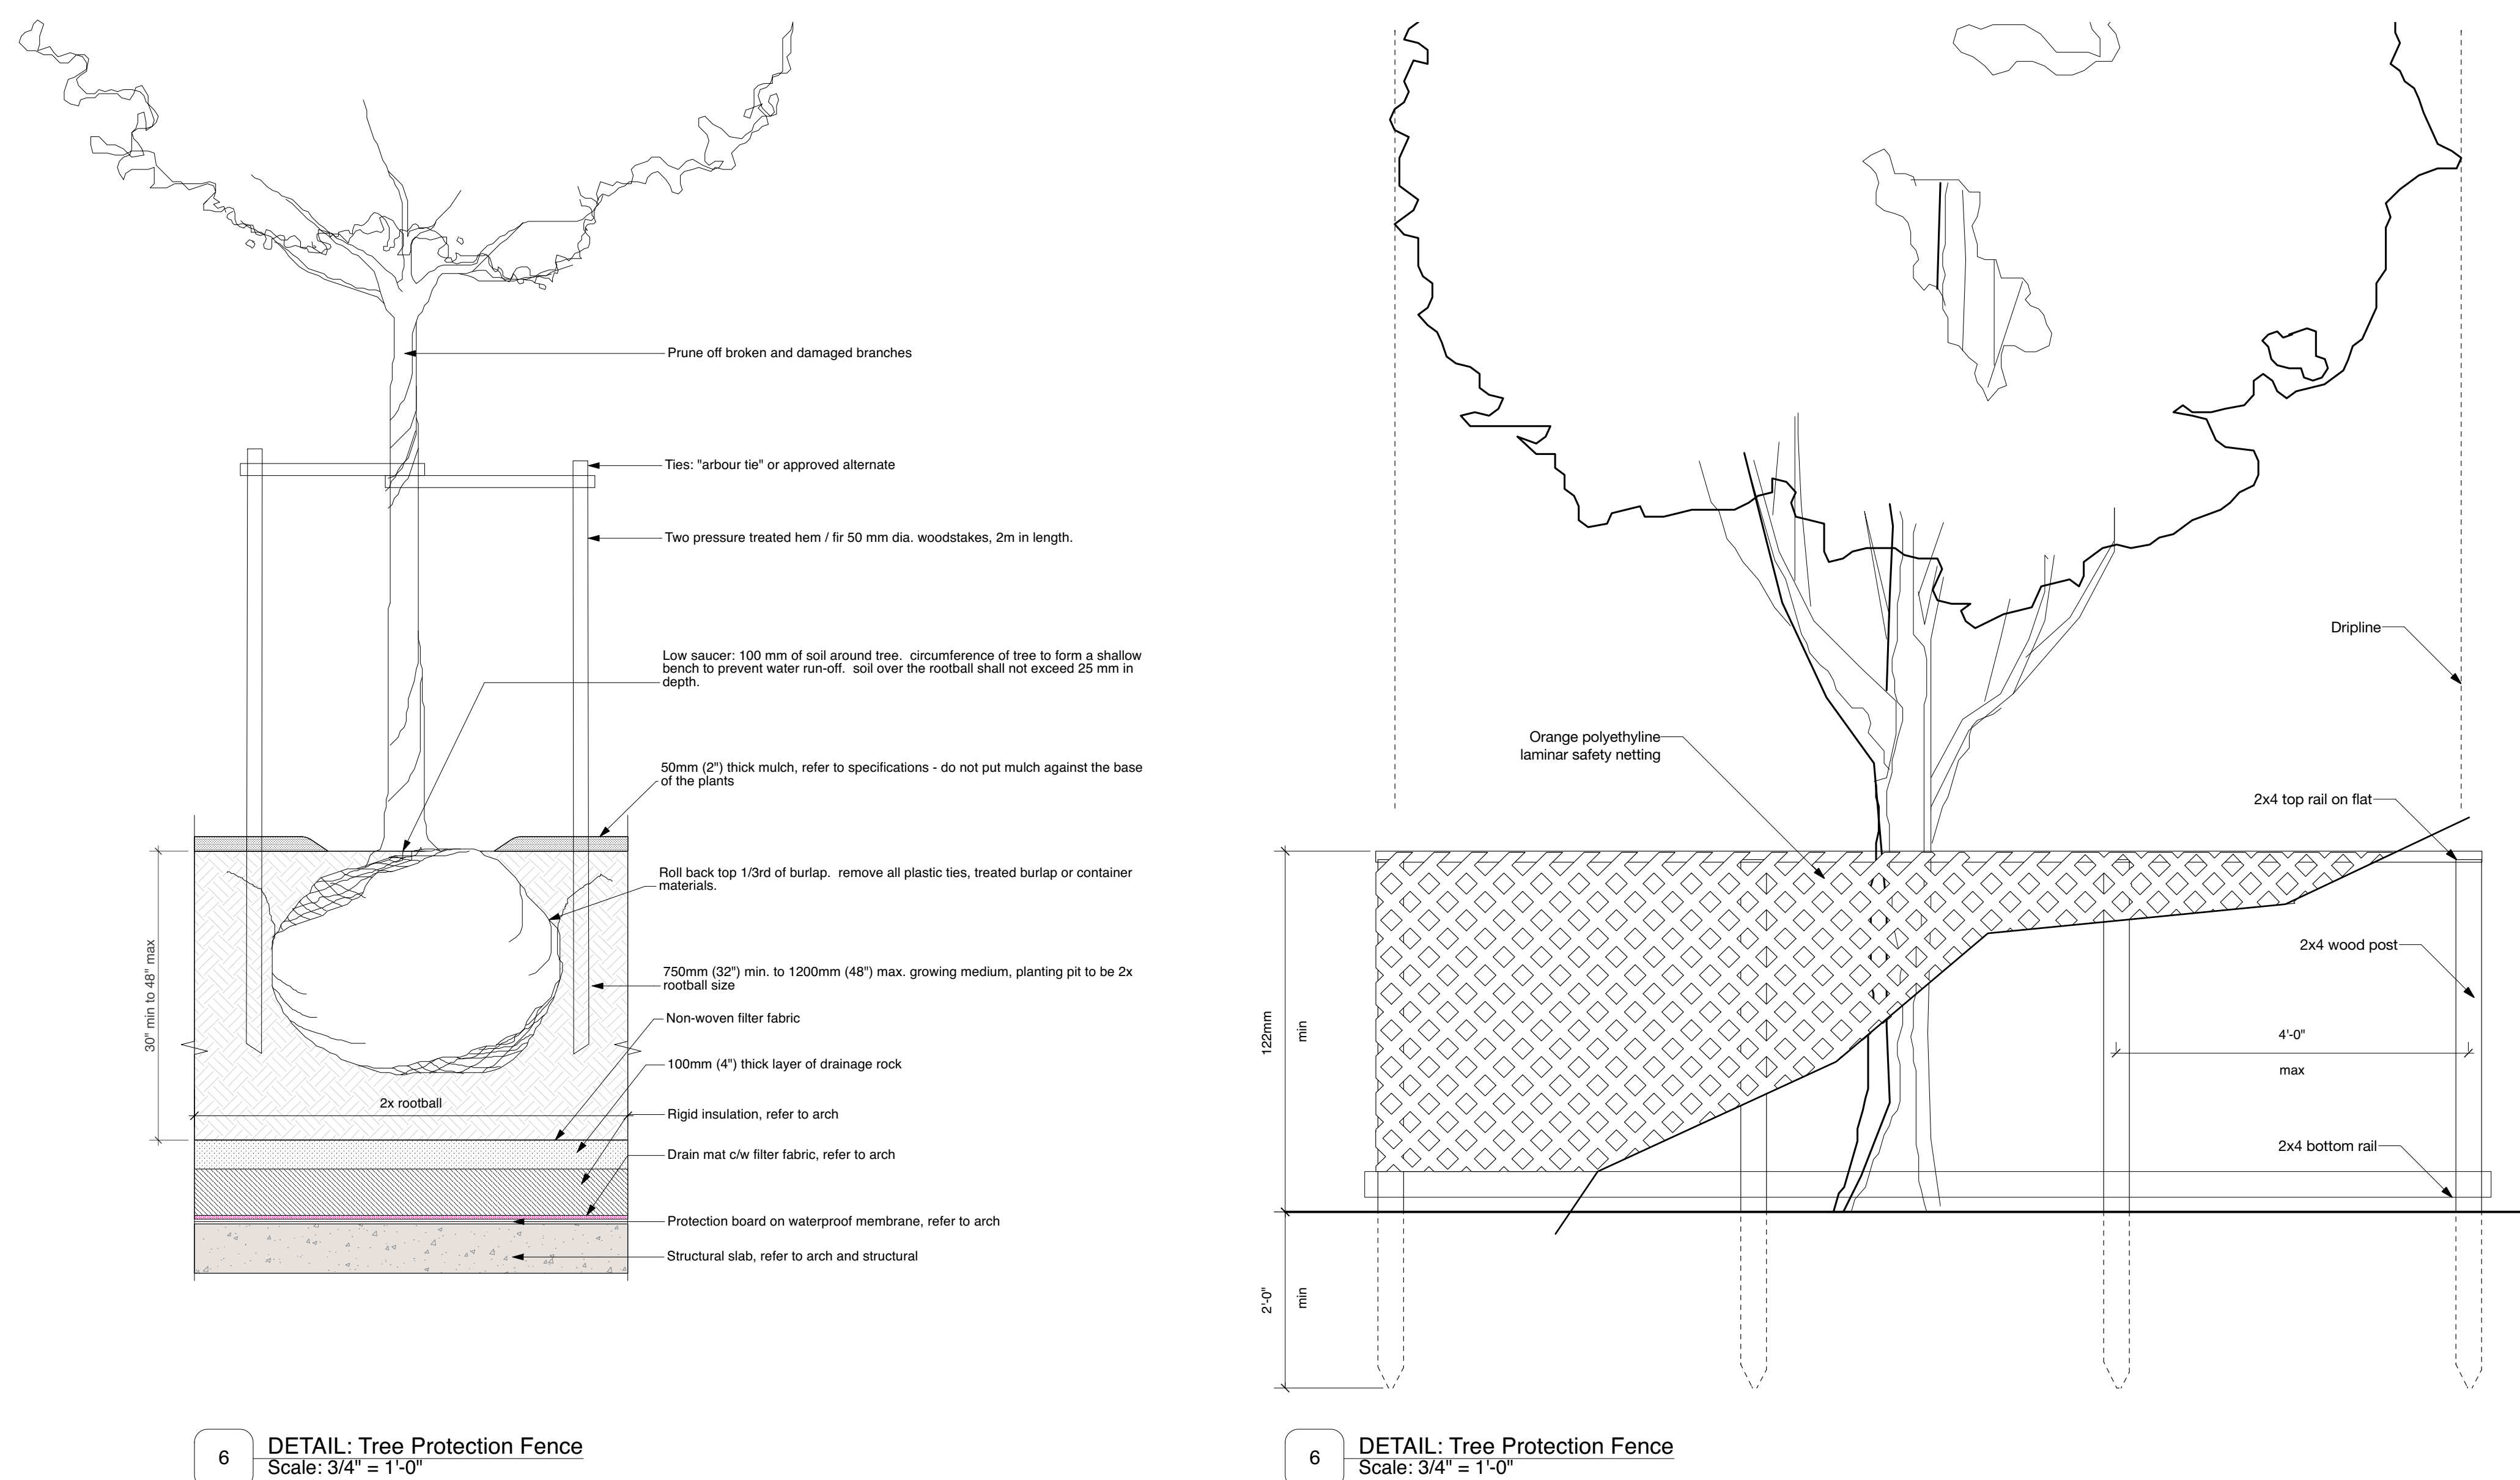 Prune off broken and damaged branches
Ties: "arbour tie" or approved alternate
Two pressure treated hem / fir 50 mm dia. woodstakes, 2m in length.
Low saucer: 100 mm of soil around tree.  circumference of tree to form a shallow
bench to prevent water run-off.  soil over the rootball shall not exceed 25 mm in
depth.
50mm (2") thick mulch, refer to specifications - do not put mulch against the base
of the plants
Roll back top 1/3rd of burlap.  remove all plastic ties, treated burlap or container
materials.
750mm (32") min. to 1200mm (48") max. growing medium, planting pit to be 2x
rootball size
Non-woven filter fabric
100mm (4") thick layer of drainage rock
Rigid insulation, refer to arch
Drain mat c/w filter fabric, refer to arch
Protection board on waterproof membrane, refer to arch
Structural slab, refer to arch and structural
30" min to 48" max
2x rootball
6
DETAIL: Tree Protection Fence
Scale: 3/4" = 1'-0"
Dripline
Orange polyethyline
laminar safety netting
2x4 top rail on flat
2x4 wood post
4'-0"
max
2x4 bottom rail
122mm
min
2'-0"
min
6
DETAIL: Tree Protection Fence
Scale: 3/4" = 1'-0"